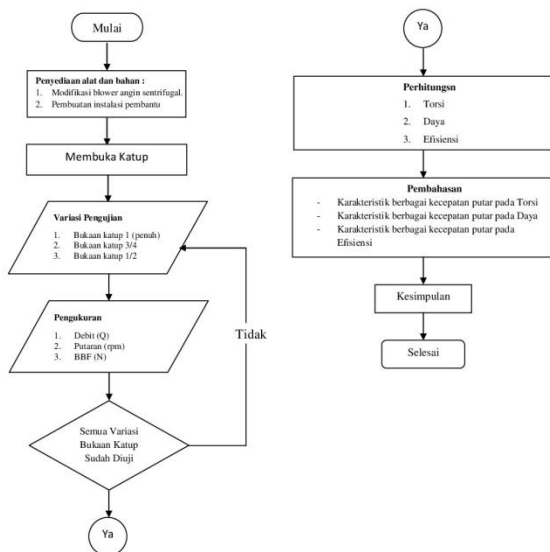 Mulai
Penyediaan alat dan bahan :
1. Modifikasi blower angin sentrifugal.
2. Pembuatan instalasi pembantu
Membuka Katup
Variasi Pengujian
1. Bukaan katup 1 (penuh)
2. Bukaan katup 3/4
3. Bukaan katup 1/2
Pengukuran
1. Debit (Q)
2. Putaran (rpm)
3. BBF (N)
Tidak
Semua Variasi
Bukaan Katup
Sudah Diuji
Ya
Ya
Perhitungsn
1. Torsi
2. Daya
3. Efisiensi
Pembahasan
- Karakteristik berbagai kecepatan putar pada Torsi
- Karakteristik berbagai kecepatan putar pada Daya
- Karakteristik berbagai kecepatan putar pada
Efisiensi
Kesimpulan
Selesai